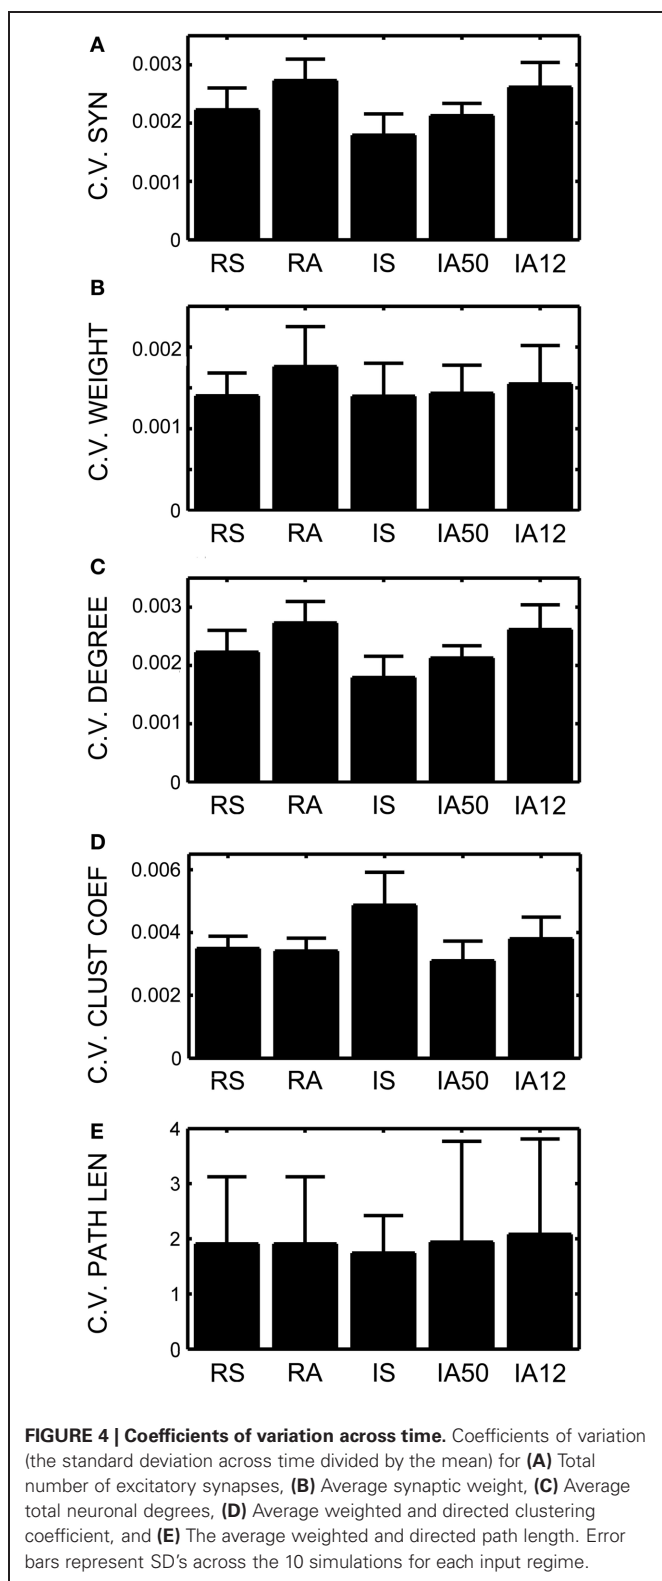 A
C.V. SYN
0.003
0.002
0.001
0
RS RA IS IA50 IA12
B
C.V. WEIGHT
0.002
0.001
0
RS RA IS IA50 IA12
C
C.V. DEGREE
0.003
0.002
0.001
0
RS RA IS IA50 IA12
D
C.V. CLUST COEF
0.006
0.004
0.002
0
RS RA IS IA50 IA12
E
C.V. PATH LEN
4
3
2
1
0
RS RA IS IA50 IA12
FIGURE 4 | Coefficients of variation across time. Coefficients of variation
(the standard deviation across time divided by the mean) for (A) Total
number of excitatory synapses, (B) Average synaptic weight, (C) Average
total neuronal degrees, (D) Average weighted and directed clustering
coefficient, and (E) The average weighted and directed path length. Error
bars represent SD's across the 10 simulations for each input regime.